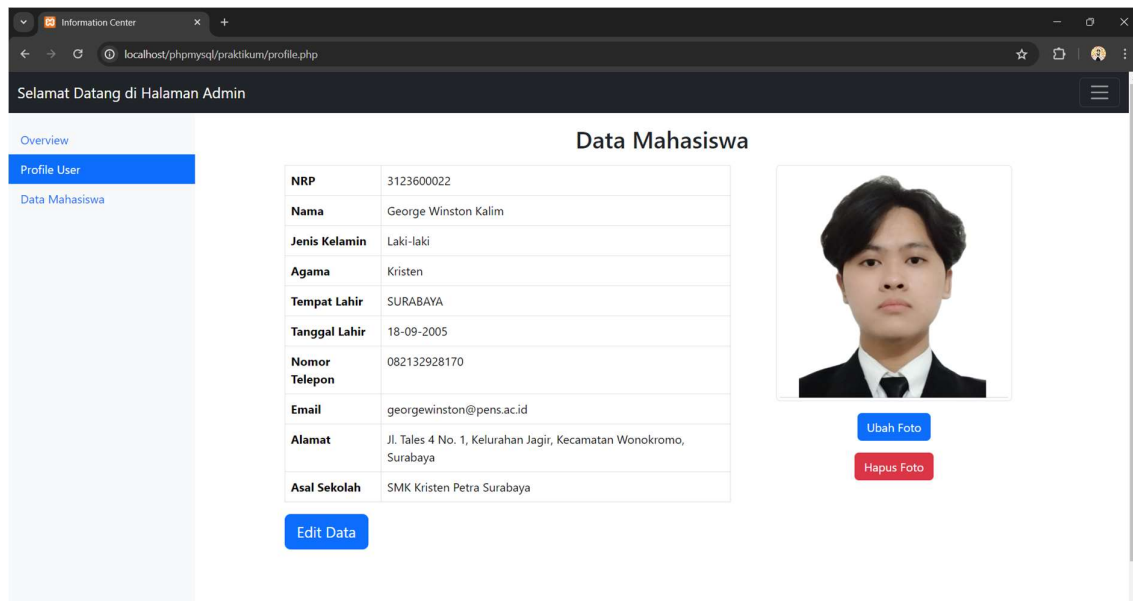 Information Center
localhost/phpmysql/praktikum/profile.php
Selamat Datang di Halaman Admin
Overview
Profile User
Data Mahasiswa
Data Mahasiswa
NRP 3123600022
Nama George Winston Kalim
Jenis Kelamin Laki-laki
Agama Kristen
Tempat Lahir SURABAYA
Tanggal Lahir 18-09-2005
Nomor 082132928170
Telepon
Email georgewinston@pens.ac.id
Alamat Jl. Tales 4 No. 1, Kelurahan Jagir, Kecamatan Wonokromo,
Surabaya
Asal Sekolah SMK Kristen Petra Surabaya
Edit Data
Ubah Foto
Hapus Foto